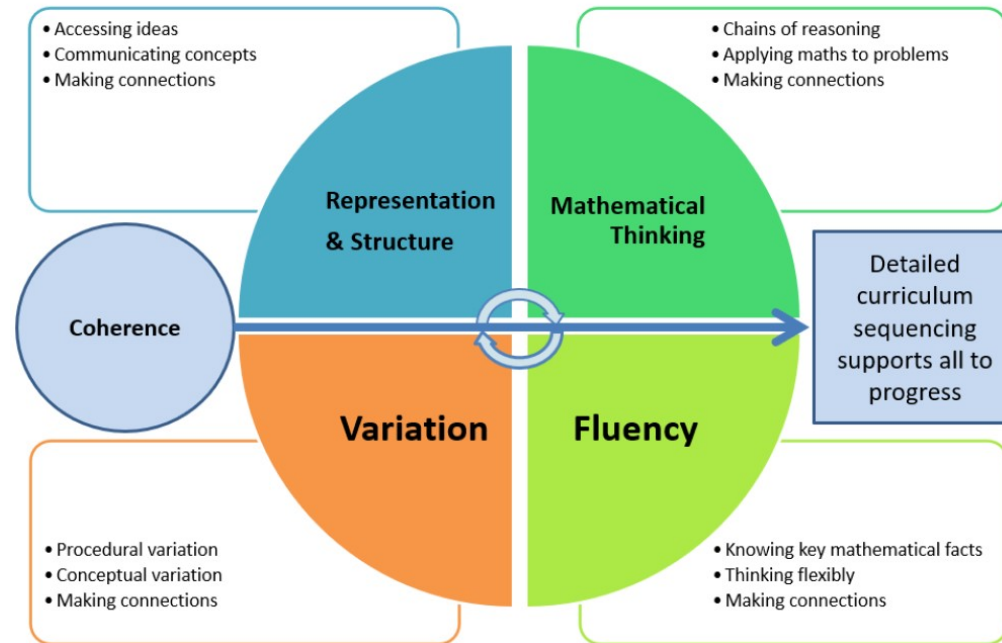 • Accessing ideas
• Communicating concepts
• Making connections
• Chains of reasoning
• Applying maths to problems
• Making connections
Representation
& Structure
Mathematical
Thinking
Coherence
Detailed
curriculum
sequencing
supports all to
progress
Variation
Fluency
• Procedural variation
• Conceptual variation
• Making connections
• Knowing key mathematical facts
• Thinking flexibly
• Making connections